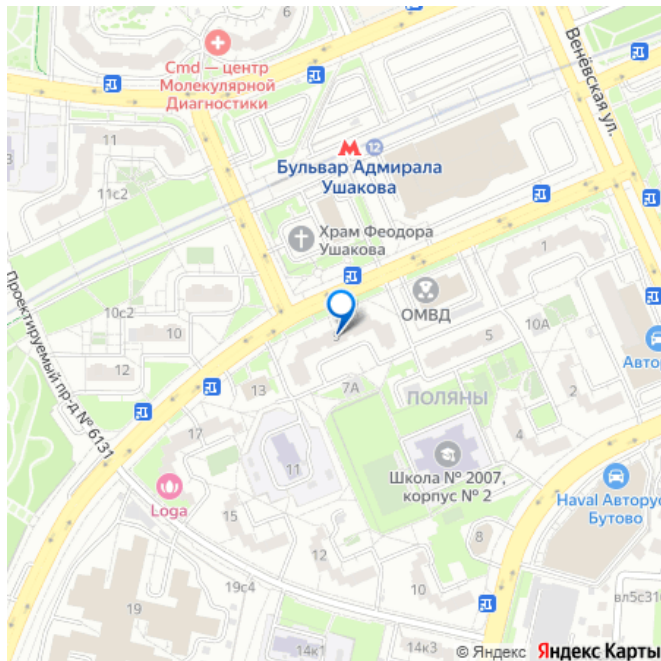 6
Cmd — центр
Молекулярной
Диагностики
Венёвская ул.
11
3
11с2
12
Бульвар Адмирала
Ушакова
Храм Феодора
Ушакова
1
Проектируемый пр-д № 6131
10с2
10
ОМВД
5
10А
12
13
7А
ПОЛЯНЫ
2
17
4
11
Школа № 2007,
корпус № 2
Loga
Haval Авторус
Бутово
15
8
12
19с4
10
19
14к1
14к3
© Яндекс Яндекс Карты